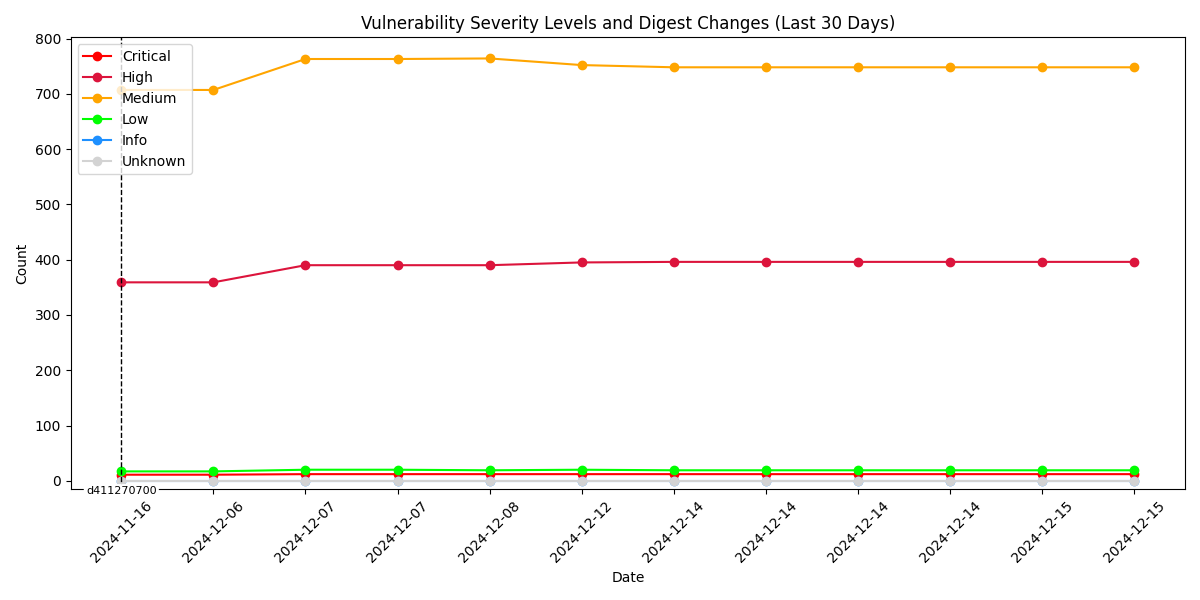 Vulnerability Severity Levels and Digest Changes (Last 30 Days)
Critical
High
Medium
Low
Info
Unknown
800
700
600
500
400
300
200
100
0
Count
d411270700
2024-11-16
2024-12-06
2024-12-07
2024-12-07
2024-12-08
2024-12-12
2024-12-14
2024-12-14
2024-12-14
2024-12-14
2024-12-15
2024-12-15
Date